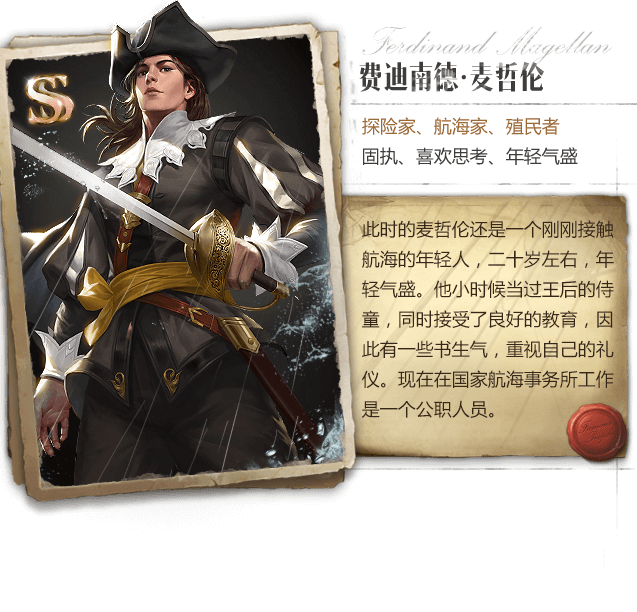 SS
Ferdinand Magellan
费迪南德·麦哲伦
探险家、航海家、殖民者
固执、喜欢思考、年轻气盛
此时的麦哲伦还是一个刚刚接触
航海的年轻人，二十岁左右，年
轻气盛。他小时候当过王后的侍
童，同时接受了良好的教育，因
此有一些书生气，重视自己的礼
仪。现在在国家航海事务所工作
是一个公职人员。